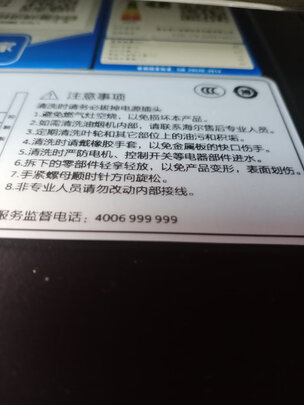 注意事项
清洗时请务必拔掉电源插头
1.避免燃气灶空烧，以免损坏本产品。
2.如需清洗油烟机内部，请联系海尔售后专业人员。
3.定期清洗叶轮和其它部位上的油污和积垢。
4.清洗时请戴橡胶手套，以免金属板的快口伤手。
5.清洗时严防电机、控制开关等电器部件进水。
6.拆下的零部件轻拿轻放，以免产品变形，表面划伤。
7.手紧螺母顺时针方向旋松。
8.非专业人员请勿改动内部接线。
服务监督电话：4006 999 999